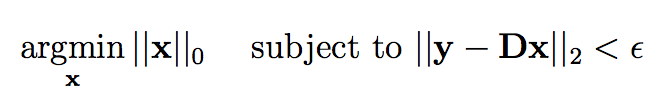 argmin ||x||₀ subject to ||y − Dx||₂ < ϵ
x